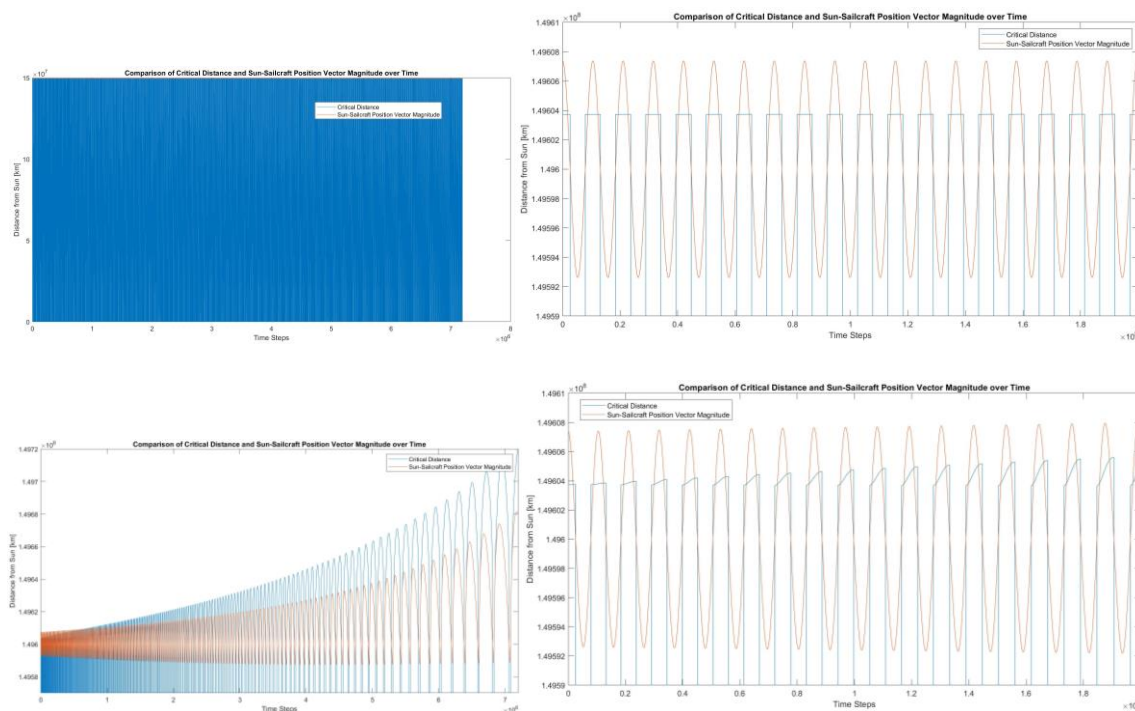 Comparison of Critical Distance and Sun-Sailcraft Position Vector Magnitude over Time
×10⁷
Critical Distance
Sun-Sailcraft Position Vector Magnitude
Distance from Sun [km]
15
10
5
0
0 1 2 3 4 5 6 7 8
Time Steps
Comparison of Critical Distance and Sun-Sailcraft Position Vector Magnitude over Time
×10⁸
Critical Distance
Sun-Sailcraft Position Vector Magnitude
Distance from Sun [km]
1.4961
1.49608
1.49606
1.49604
1.49602
1.496
1.49598
1.49596
1.49594
1.49592
1.4959
0 0.2 0.4 0.6 0.8 1 1.2 1.4 1.6 1.8
Time Steps
Comparison of Critical Distance and Sun-Sailcraft Position Vector Magnitude over Time
×10⁸
Critical Distance
Sun-Sailcraft Position Vector Magnitude
Distance from Sun [km]
1.4972
1.497
1.4968
1.4966
1.4964
1.4962
1.496
1.4958
0 1 2 3 4 5 6 7
Time Steps
Comparison of Critical Distance and Sun-Sailcraft Position Vector Magnitude over Time
×10⁸
Critical Distance
Sun-Sailcraft Position Vector Magnitude
Distance from Sun [km]
1.4961
1.49608
1.49606
1.49604
1.49602
1.496
1.49598
1.49596
1.49594
1.49592
1.4959
0 0.2 0.4 0.6 0.8 1 1.2 1.4 1.6 1.8
Time Steps